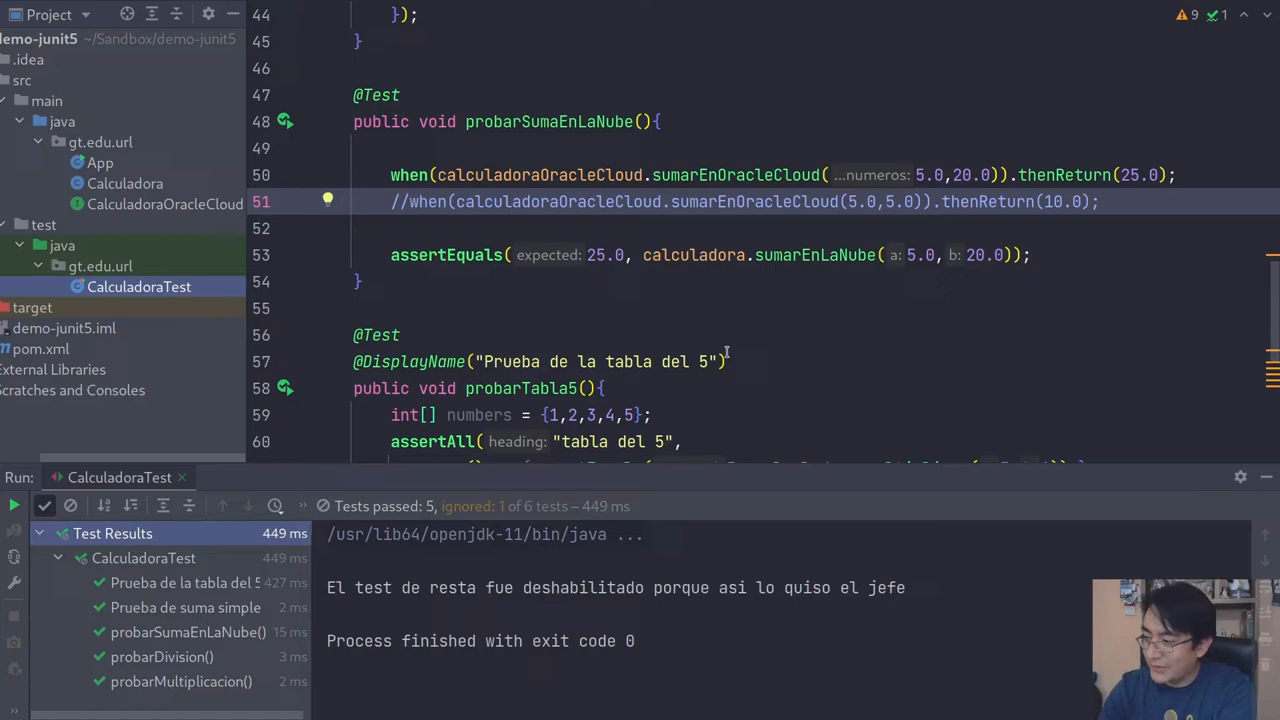 Project
demo-junit5 ~/Sandbox/demo-junit5
.idea
src
main
java
gt.edu.url
App
Calculadora
CalculadoraOracleCloud
test
java
gt.edu.url
CalculadoraTest
target
demo-junit5.iml
pom.xml
External Libraries
Scratches and Consoles
9 1
44 });
45 }
46
47 @Test
48 public void probarSumaEnLaNube(){
49
50 when(calculadoraOracleCloud.sumarEnOracleCloud( ...numeros: 5.0,20.0)).thenReturn(25.0);
51 //when(calculadoraOracleCloud.sumarEnOracleCloud(5.0,5.0)).thenReturn(10.0);
52
53 assertEquals( expected: 25.0, calculadora.sumarEnLaNube( a: 5.0, b: 20.0));
54 }
55
56 @Test
57 @DisplayName("Prueba de la tabla del 5")
58 public void probarTabla5(){
59 int[] numbers = {1,2,3,4,5};
60 assertAll( heading: "tabla del 5",
Run: CalculadoraTest
Tests passed: 5, ignored: 1 of 6 tests – 449 ms
Test Results 449 ms
CalculadoraTest 449 ms
Prueba de la tabla del 5 427 ms
Prueba de suma simple 2 ms
probarSumaEnLaNube() 15 ms
probarDivision() 3 ms
probarMultiplicacion() 2 ms
/usr/lib64/openjdk-11/bin/java ...
El test de resta fue deshabilitado porque asi lo quiso el jefe
Process finished with exit code 0